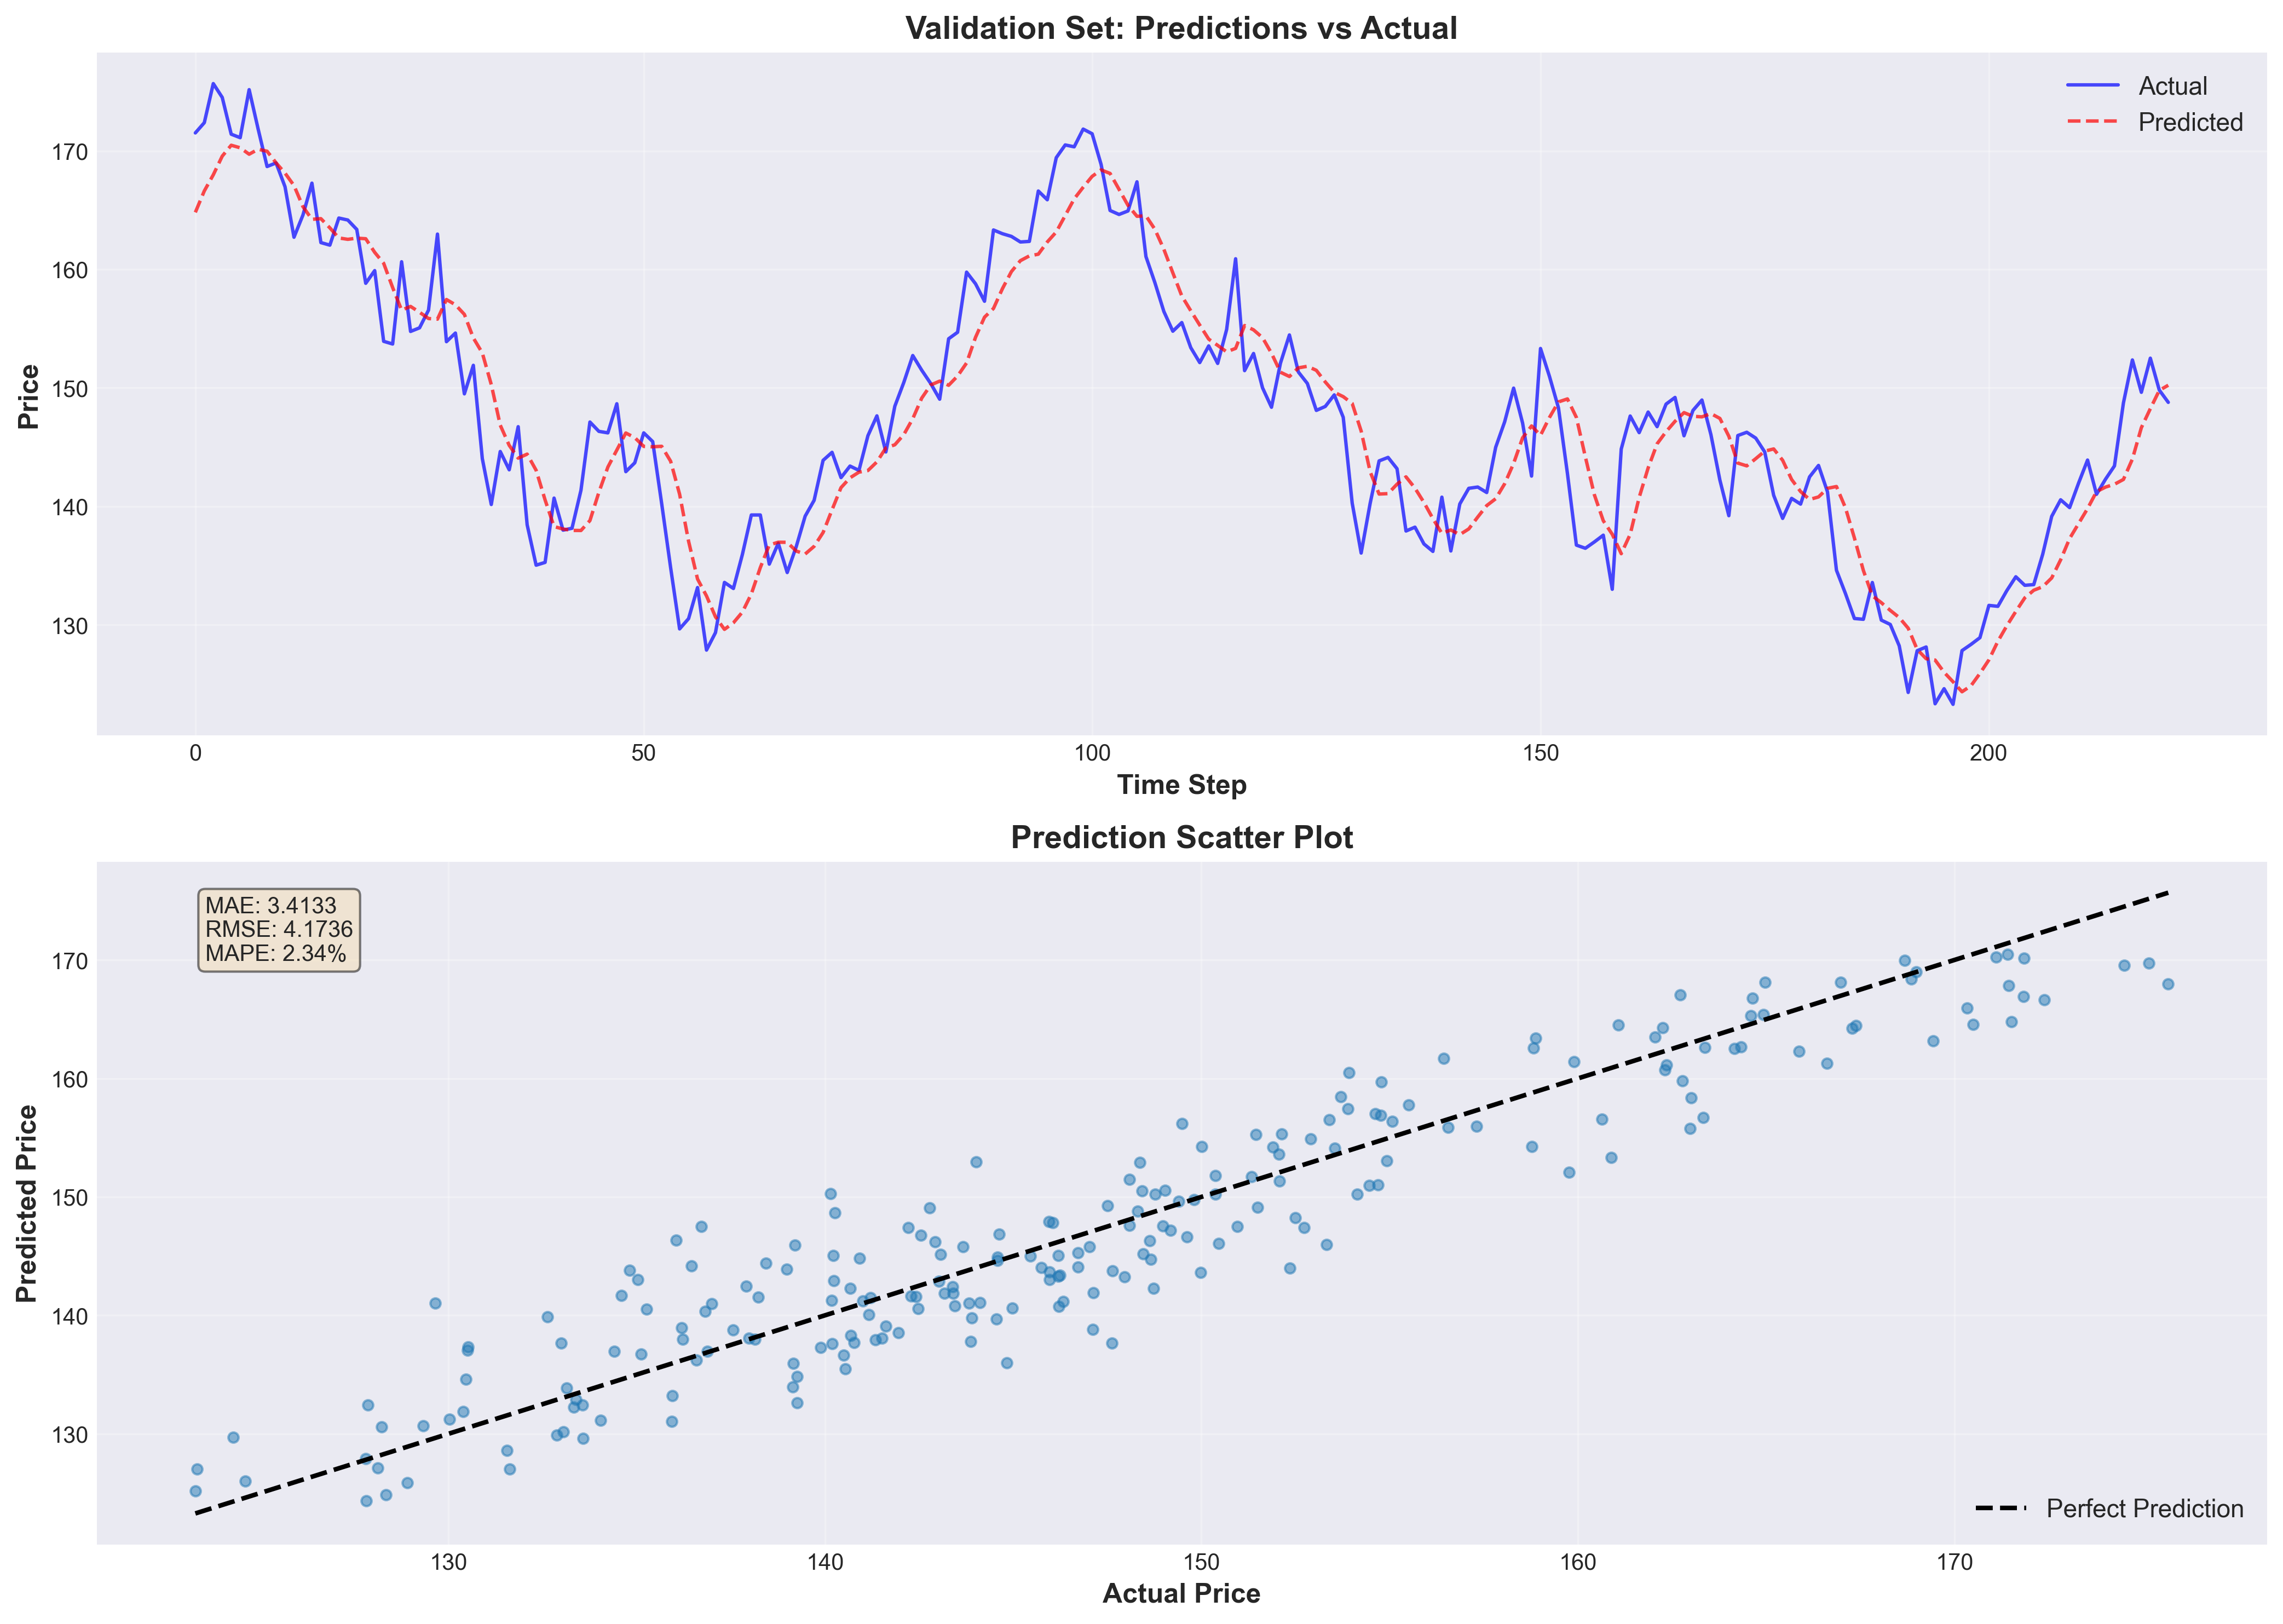 Validation Set: Predictions vs Actual
Actual
Predicted
170
160
150
140
130
Price
0
50
100
150
200
Time Step
Prediction Scatter Plot
MAE: 3.4133
RMSE: 4.1736
MAPE: 2.34%
170
160
150
140
130
Predicted Price
Perfect Prediction
130
140
150
160
170
Actual Price